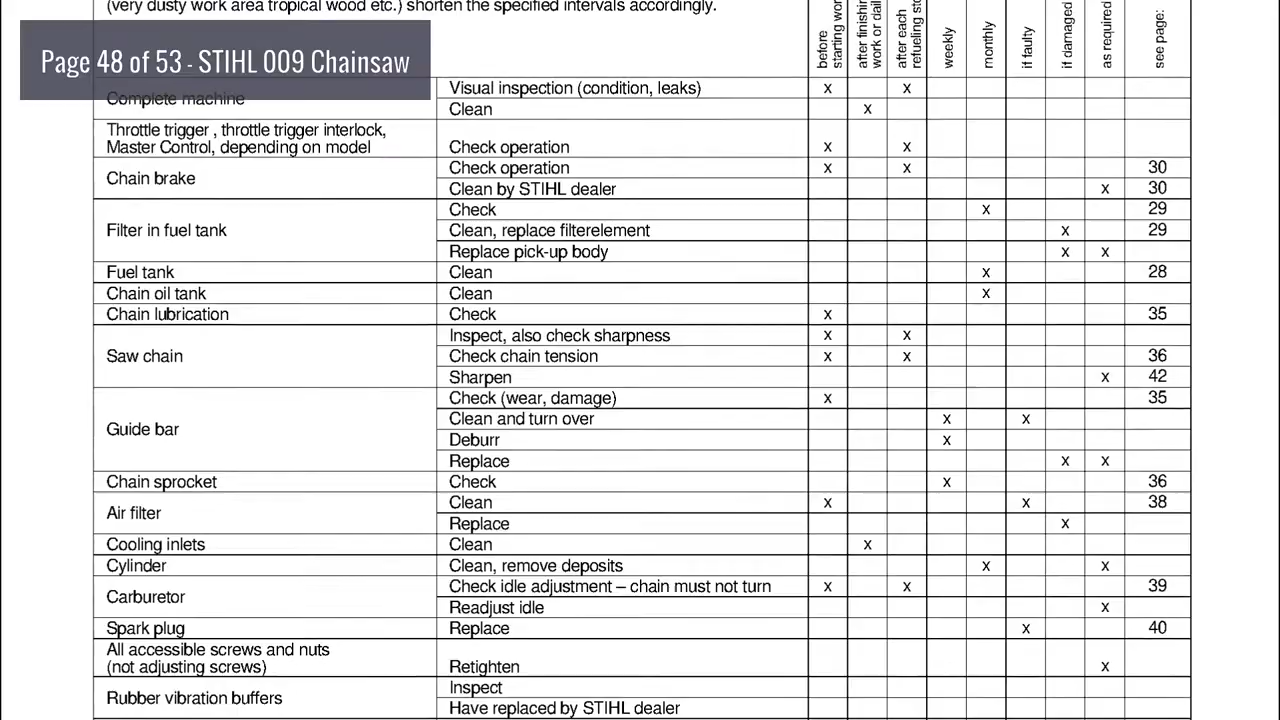 (very dusty work area tropical wood etc.) shorten the specified intervals accordingly.
Page 48 of 53 - STIHL 009 Chainsaw
before
starting wor
after finishin
work or dail
after each
refueling sto
weekly
monthly
if faulty
if damaged
as required
see page:
Complete machine
Visual inspection (condition, leaks) x x
Clean x
Throttle trigger , throttle trigger interlock,
Master Control, depending on model
Check operation x x
Chain brake
Check operation x x 30
Clean by STIHL dealer x 30
Filter in fuel tank
Check x 29
Clean, replace filterelement x 29
Replace pick-up body x x
Fuel tank Clean x 28
Chain oil tank Clean x
Chain lubrication Check x 35
Saw chain
Inspect, also check sharpness x x
Check chain tension x x 36
Sharpen x 42
Guide bar
Check (wear, damage) x 35
Clean and turn over x x
Deburr x
Replace x x
Chain sprocket Check x 36
Air filter
Clean x x 38
Replace x
Cooling inlets Clean x
Cylinder Clean, remove deposits x x
Carburetor
Check idle adjustment – chain must not turn x x 39
Readjust idle x
Spark plug Replace x 40
All accessible screws and nuts
(not adjusting screws)
Retighten x
Rubber vibration buffers
Inspect
Have replaced by STIHL dealer